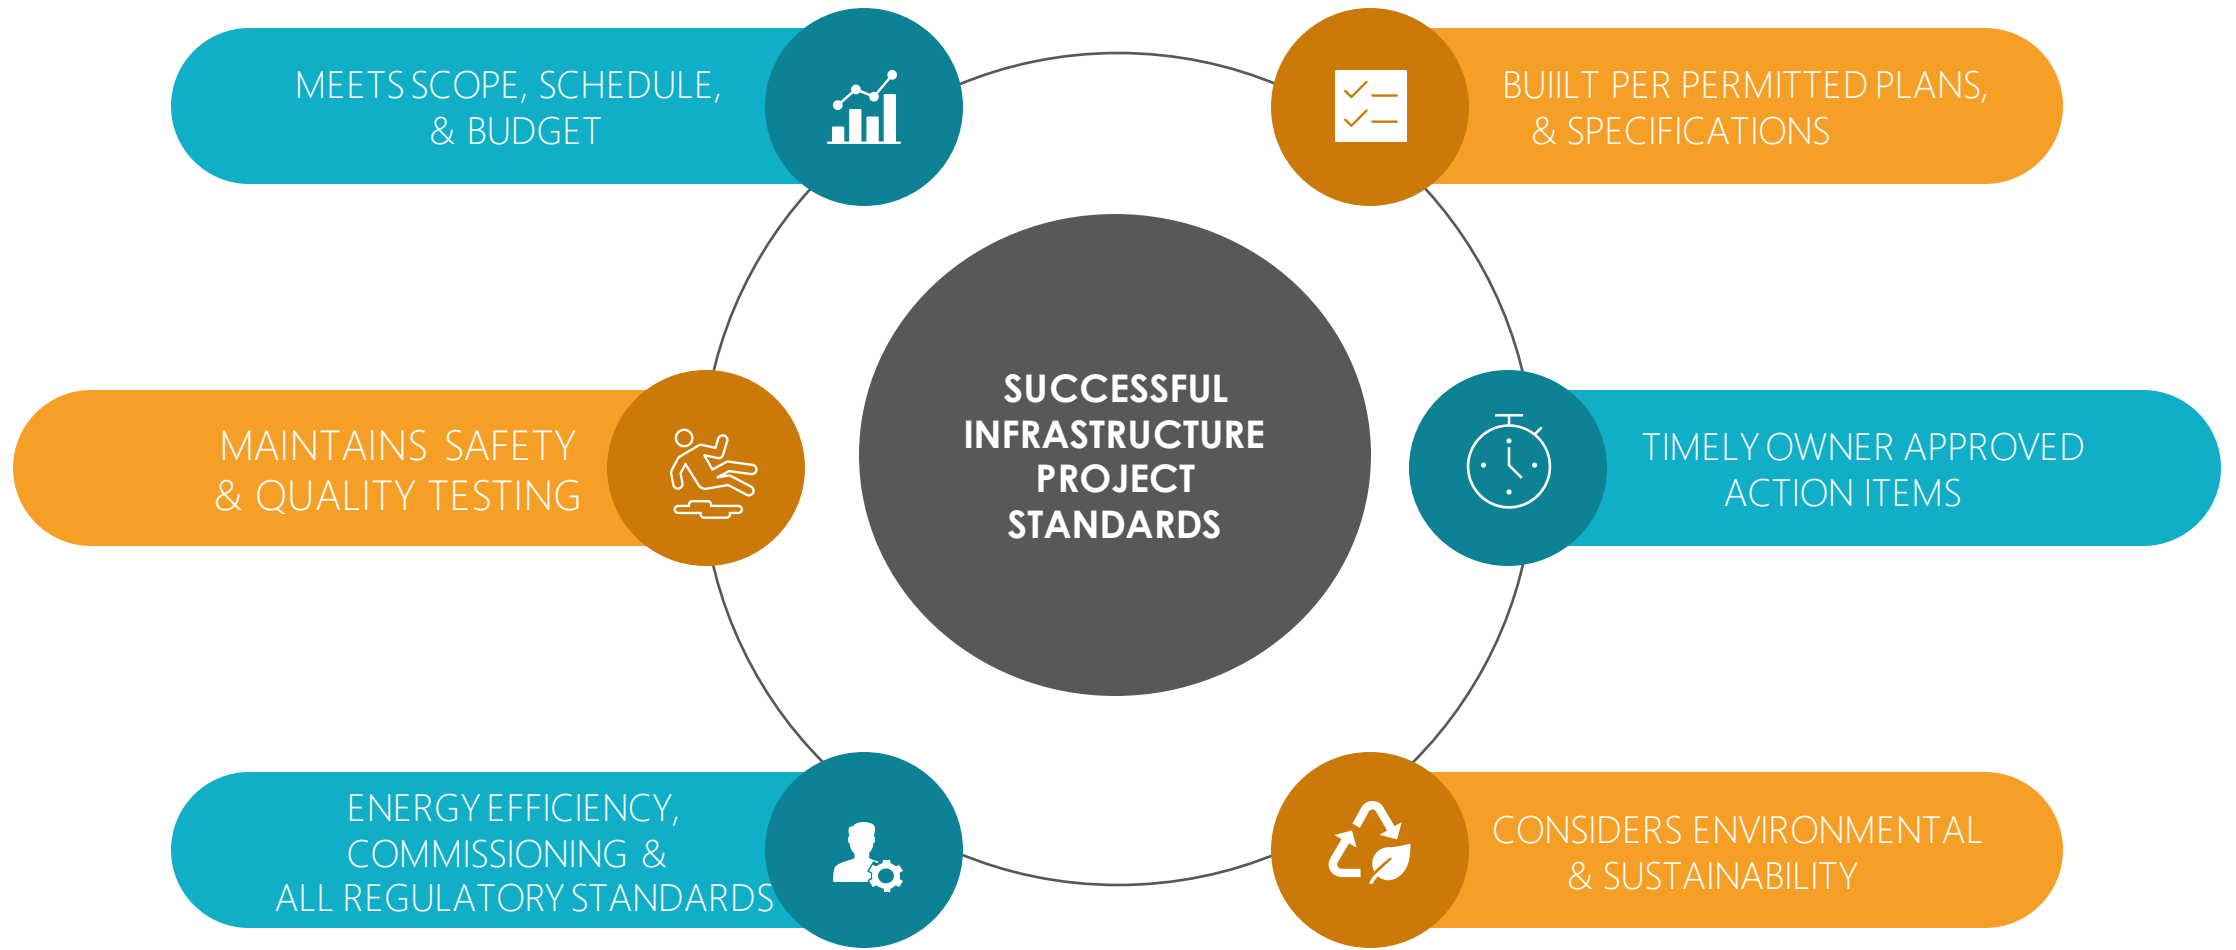 MEETS SCOPE, SCHEDULE,
& BUDGET
BUIILT PER PERMITTED PLANS,
& SPECIFICATIONS
SUCCESSFUL
INFRASTRUCTURE
PROJECT
STANDARDS
MAINTAINS SAFETY
& QUALITY TESTING
TIMELY OWNER APPROVED
ACTION ITEMS
ENERGY EFFICIENCY,
COMMISSIONING &
ALL REGULATORY STANDARDS
CONSIDERS ENVIRONMENTAL
& SUSTAINABILITY